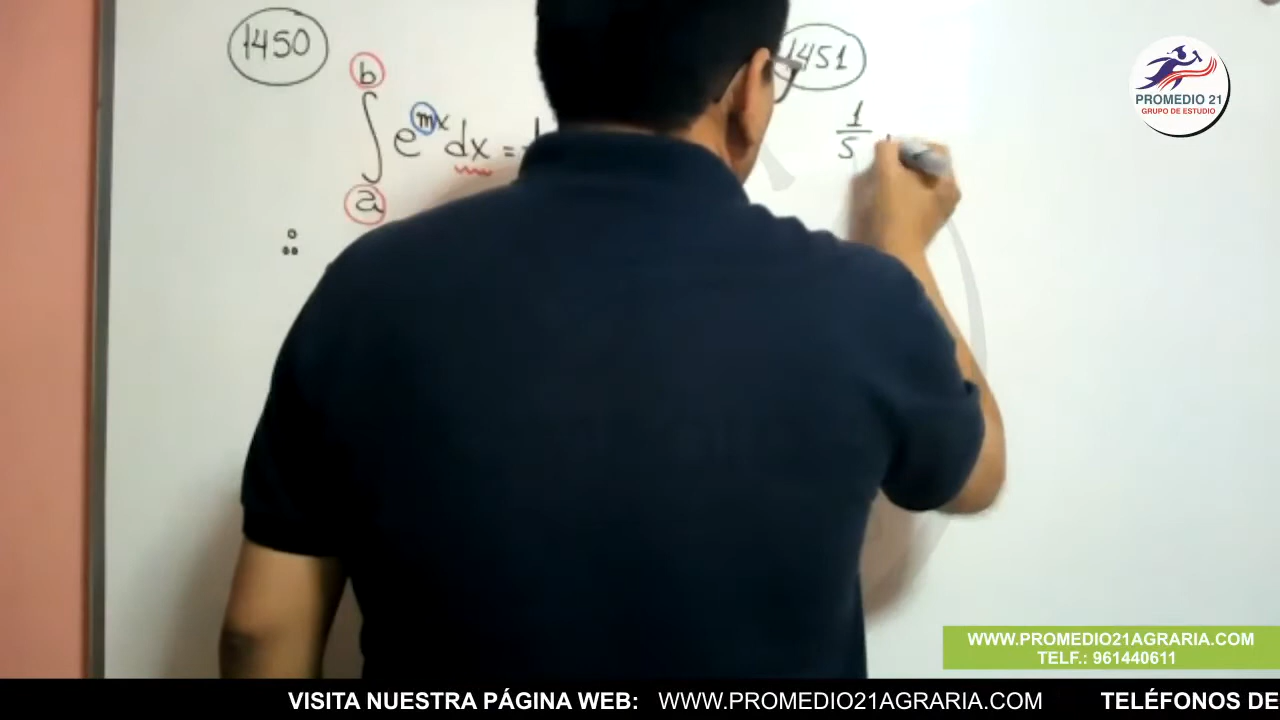 1450
b
∫ e^{mx} dx =
a
∴
1451
1/5
PROMEDIO 21
GRUPO DE ESTUDIO
WWW.PROMEDIO21AGRARIA.COM
TELF.: 961440611
VISITA NUESTRA PÁGINA WEB: WWW.PROMEDIO21AGRARIA.COM TELÉFONOS DE